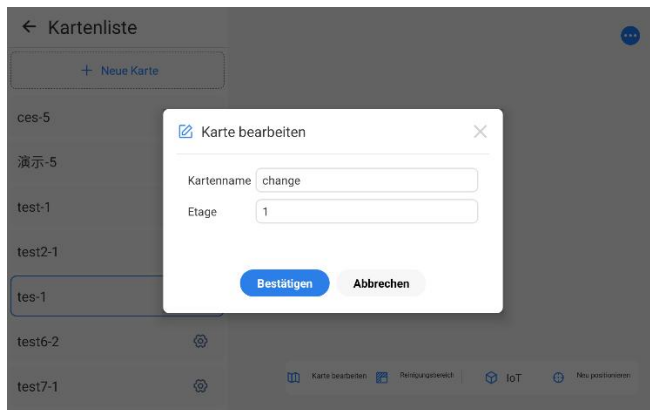 Kartenliste
Neue Karte
ces-5
演示-5
test-1
test2-1
tes-1
test6-2
test7-1
Karte bearbeiten
Kartenname change
Etage 1
Bestätigen Abbrechen
Karte bearbeiten Reinigungsbereich IoT Neu positionieren